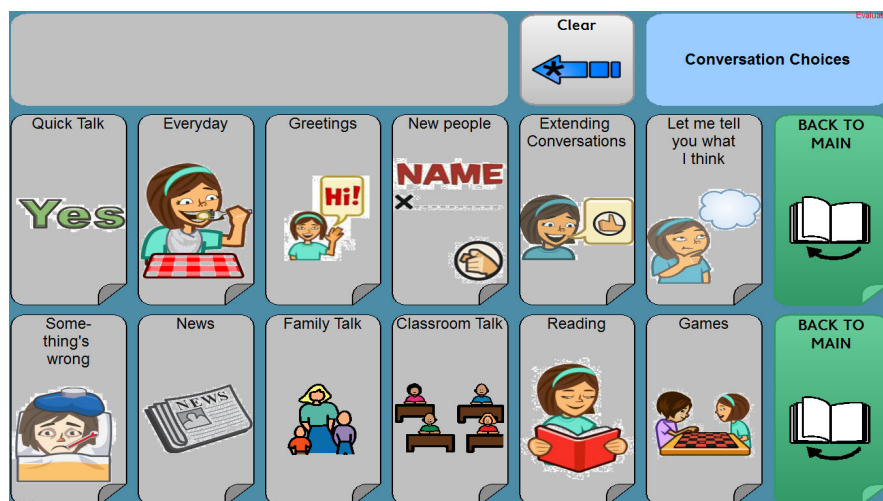 Evaluat
Clear
Conversation Choices
Quick Talk
Everyday
Greetings
New people
Extending
Conversations
Let me tell
you what
I think
BACK TO
MAIN
Yes
Hi!
NAME
Some-
thing's
wrong
News
Family Talk
Classroom Talk
Reading
Games
BACK TO
MAIN
NEWS